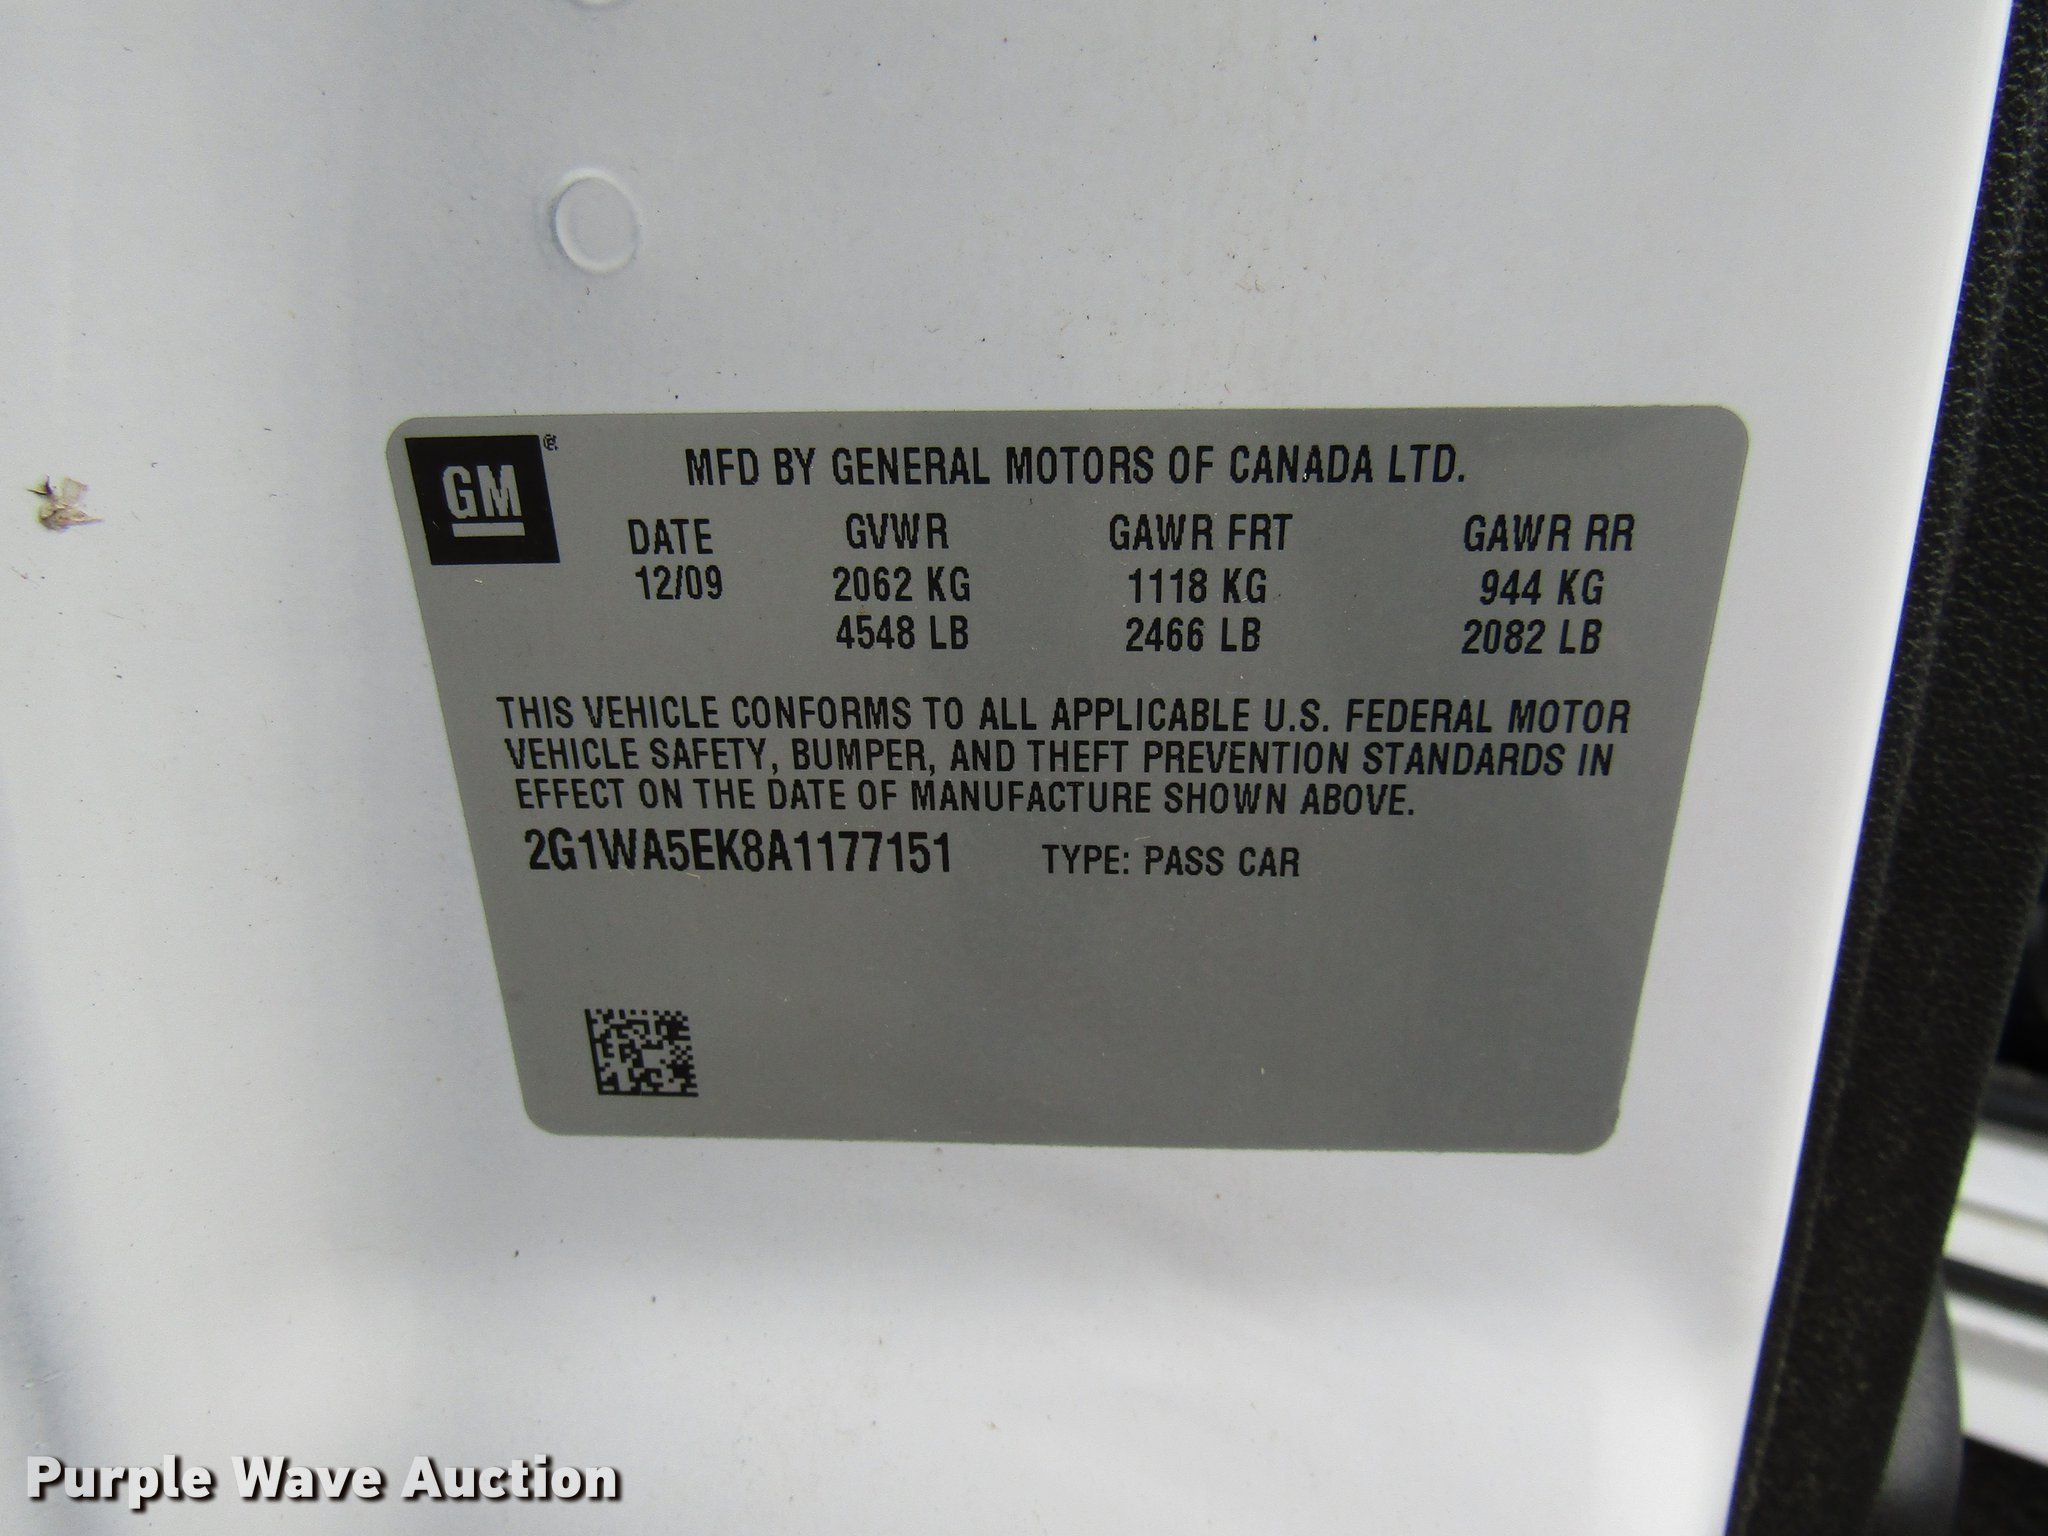 GM®
MFD BY GENERAL MOTORS OF CANADA LTD.
DATE GVWR GAWR FRT GAWR RR
12/09 2062 KG 1118 KG 944 KG
4548 LB 2466 LB 2082 LB
THIS VEHICLE CONFORMS TO ALL APPLICABLE U.S. FEDERAL MOTOR
VEHICLE SAFETY, BUMPER, AND THEFT PREVENTION STANDARDS IN
EFFECT ON THE DATE OF MANUFACTURE SHOWN ABOVE.
2G1WA5EK8A1177151 TYPE: PASS CAR
Purple Wave Auction